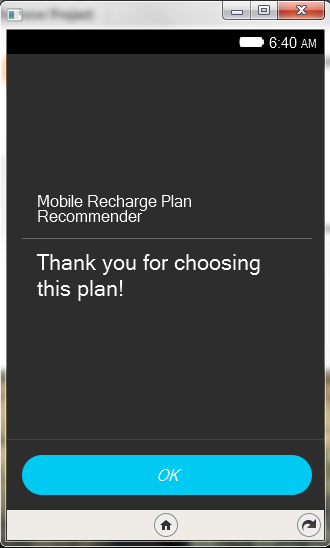 6:40 AM
Mobile Recharge Plan
Recommender
Thank you for choosing
this plan!
OK